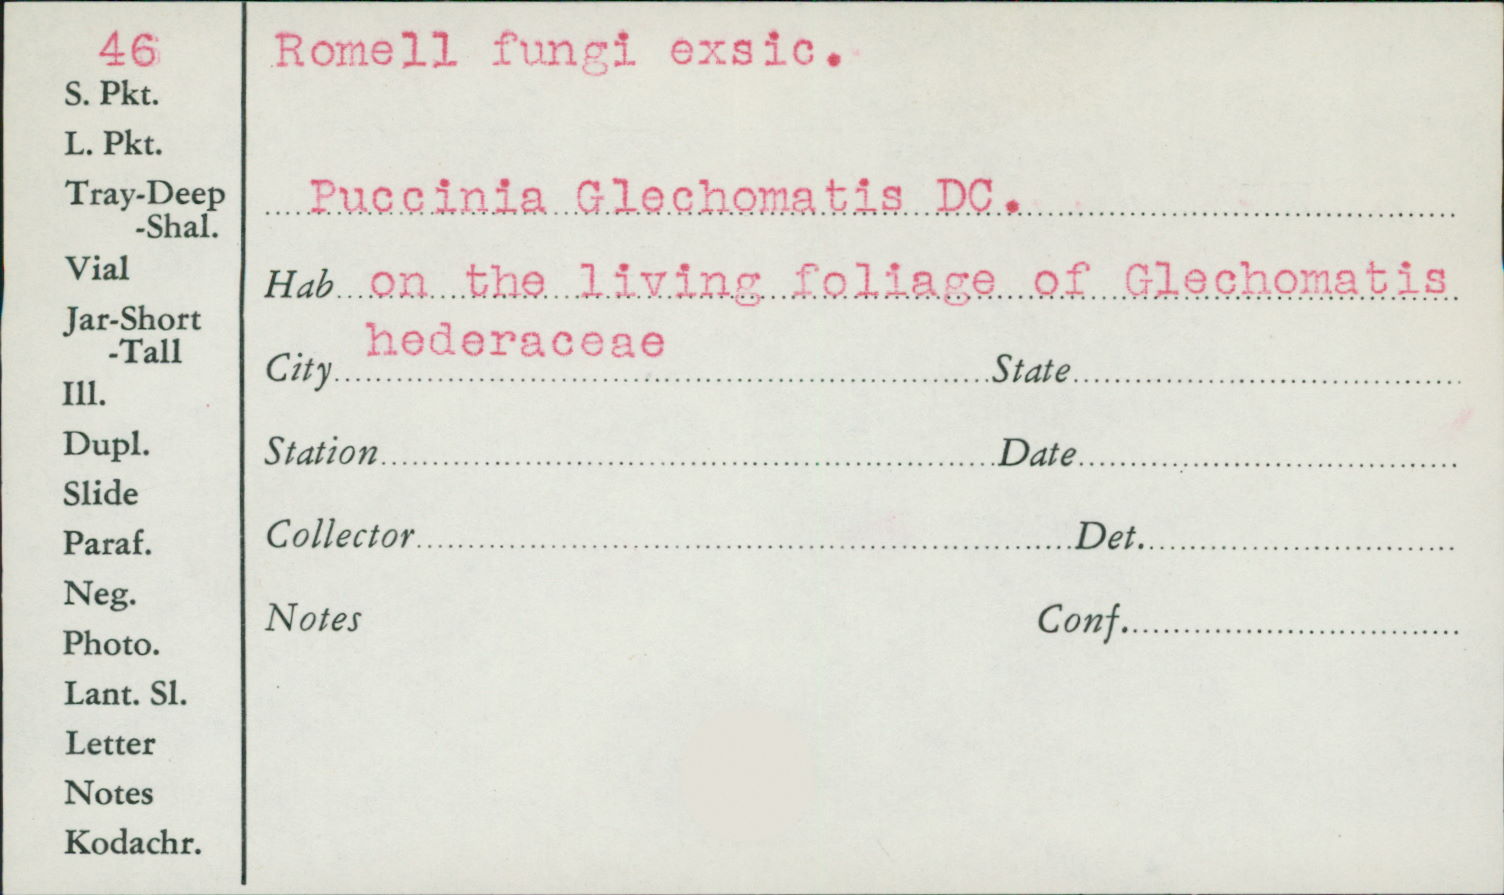 46
S. Pkt.
L. Pkt.
Tray-Deep
-Shal.
Vial
Jar-Short
-Tall
Ill.
Dupl.
Slide
Paraf.
Neg.
Photo.
Lant. Sl.
Letter
Notes
Kodachr.
Romell fungi exsic.
Puccinia Glechomatis DC.
Hab on the living foliage of Glechomatis
hederaceae
City State
Station Date
Collector Det.
Notes Conf.